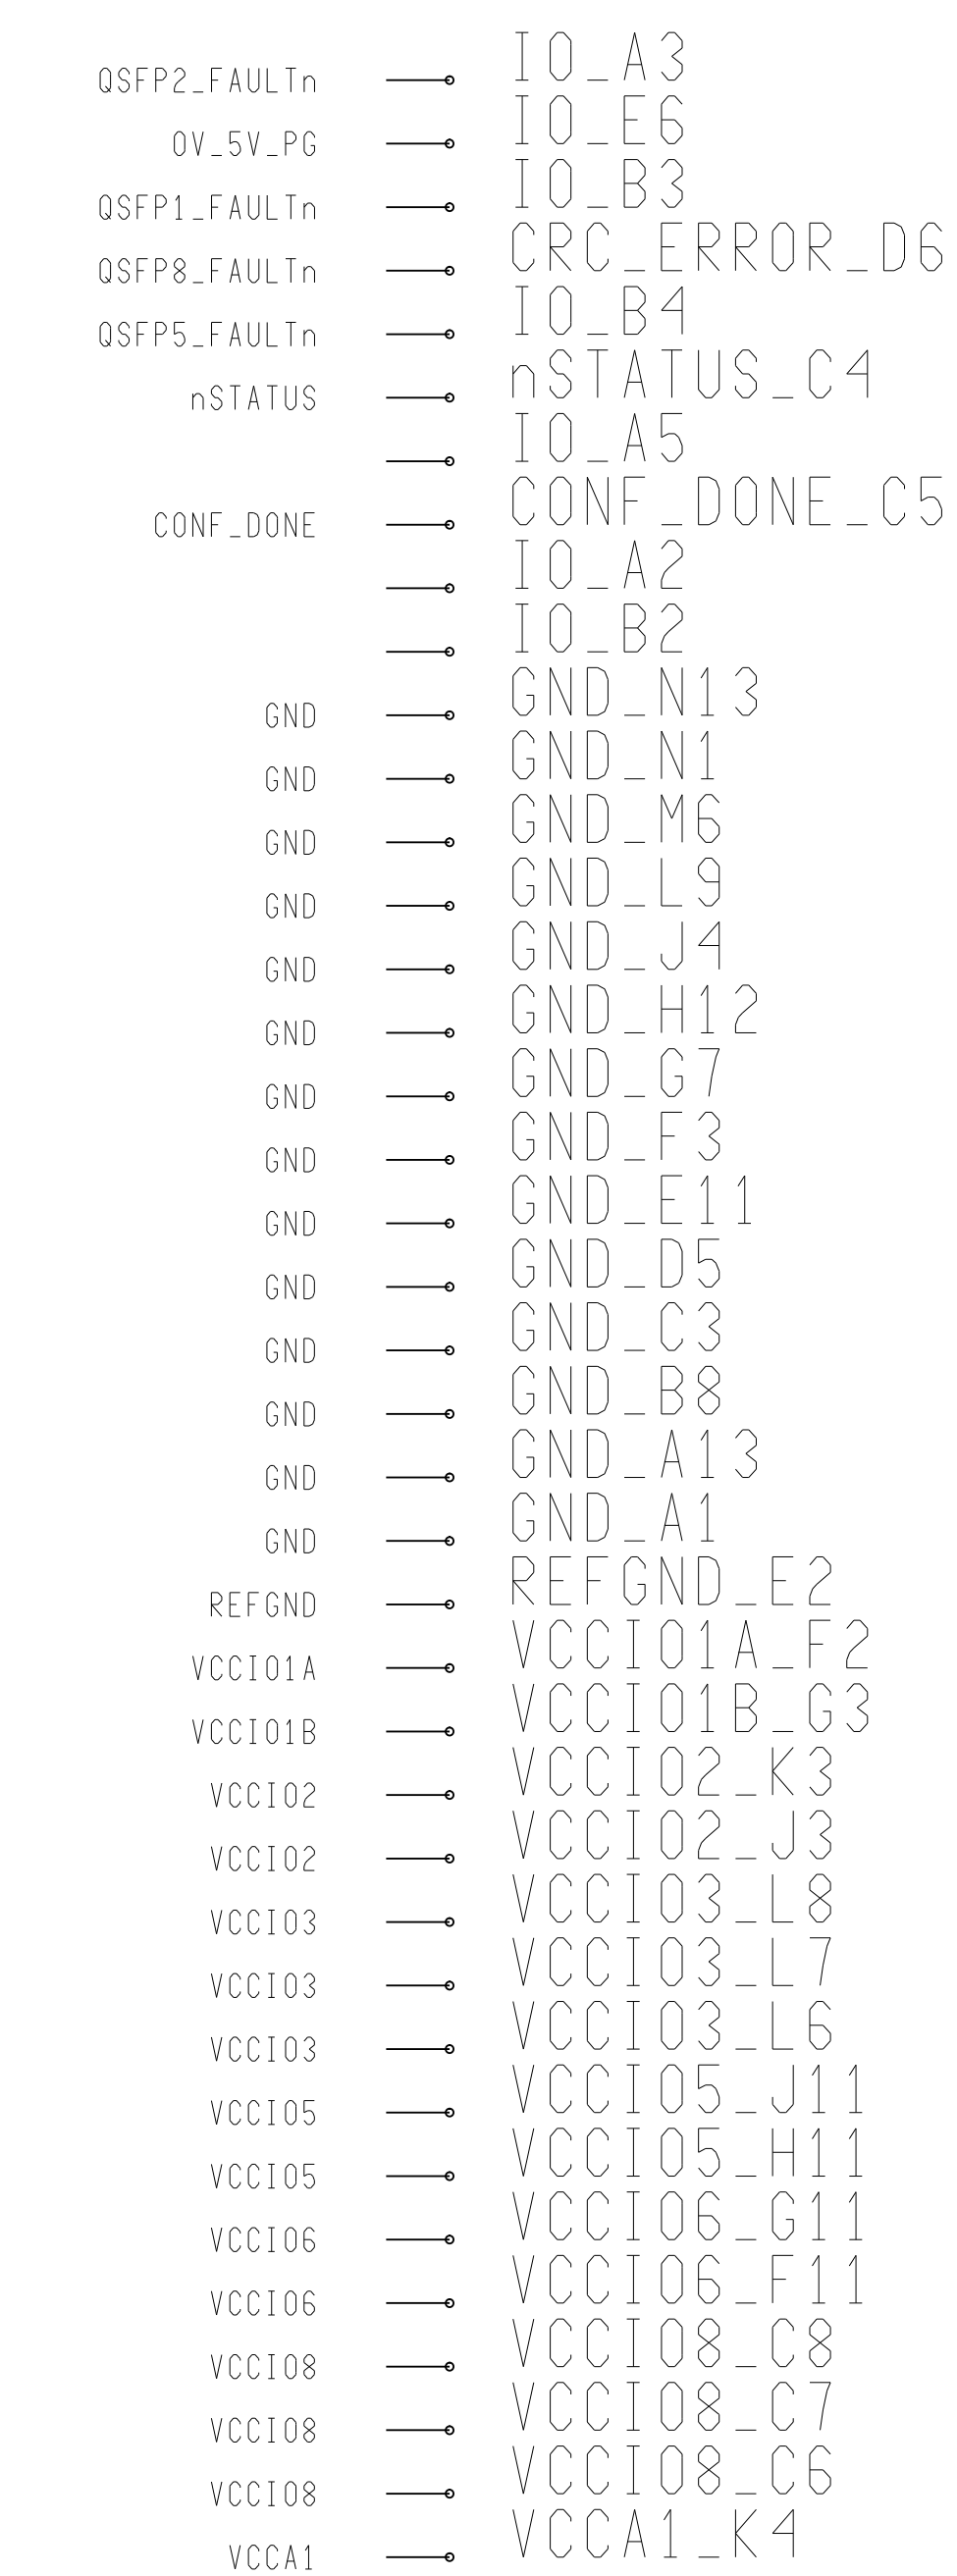 QSFP2_FAULTn IO_A3
0V_5V_PG IO_E6
QSFP1_FAULTn IO_B3
QSFP8_FAULTn CRC_ERROR_D6
QSFP5_FAULTn IO_B4
nSTATUS nSTATUS_C4
IO_A5
CONF_DONE CONF_DONE_C5
IO_A2
IO_B2
GND GND_N13
GND GND_N1
GND GND_M6
GND GND_L9
GND GND_J4
GND GND_H12
GND GND_G7
GND GND_F3
GND GND_E11
GND GND_D5
GND GND_C3
GND GND_B8
GND GND_A13
GND GND_A1
REFGND REFGND_E2
VCCIO1A VCCIO1A_F2
VCCIO1B VCCIO1B_G3
VCCIO2 VCCIO2_K3
VCCIO2 VCCIO2_J3
VCCIO3 VCCIO3_L8
VCCIO3 VCCIO3_L7
VCCIO3 VCCIO3_L6
VCCIO5 VCCIO5_J11
VCCIO5 VCCIO5_H11
VCCIO6 VCCIO6_G11
VCCIO6 VCCIO6_F11
VCCIO8 VCCIO8_C8
VCCIO8 VCCIO8_C7
VCCIO8 VCCIO8_C6
VCCA1 VCCA1_K4